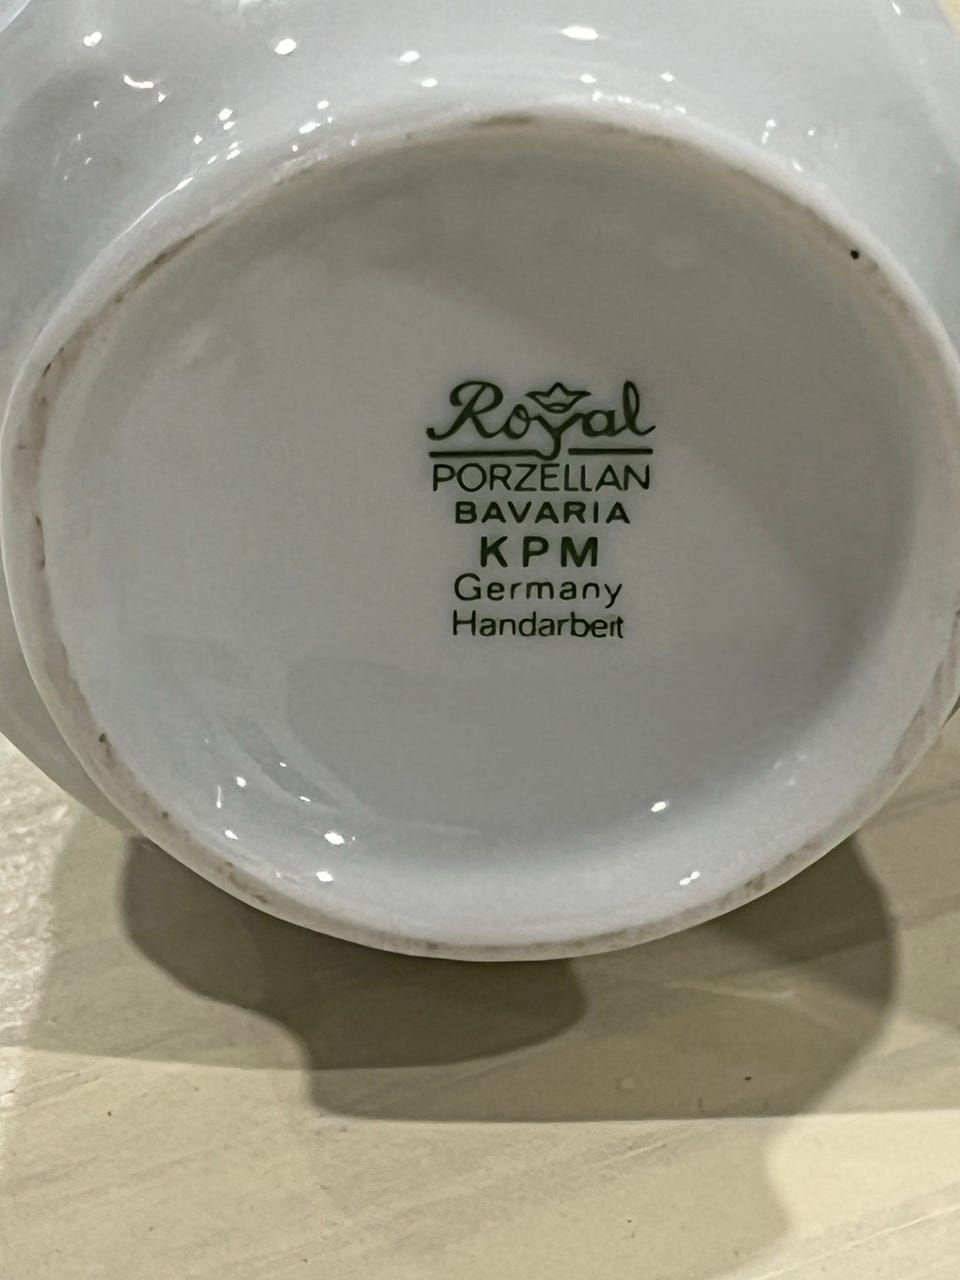 Royal
PORZELLAN
BAVARIA
KPM
Germany
Handarbeit